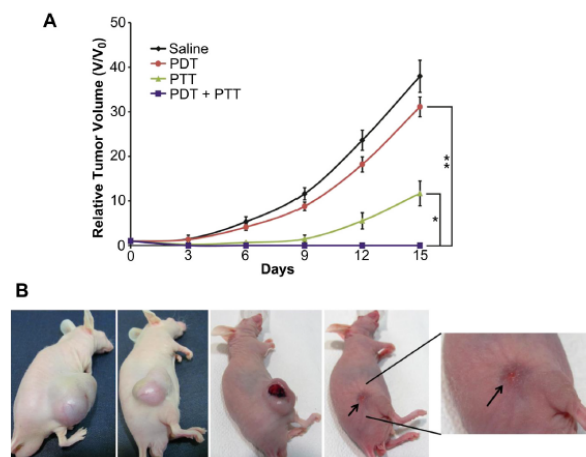 A
Relative Tumor Volume (V/V0)
50
40
30
20
10
0
Saline
PDT
PTT
PDT + PTT
**
*
0 3 6 9 12 15
Days
B